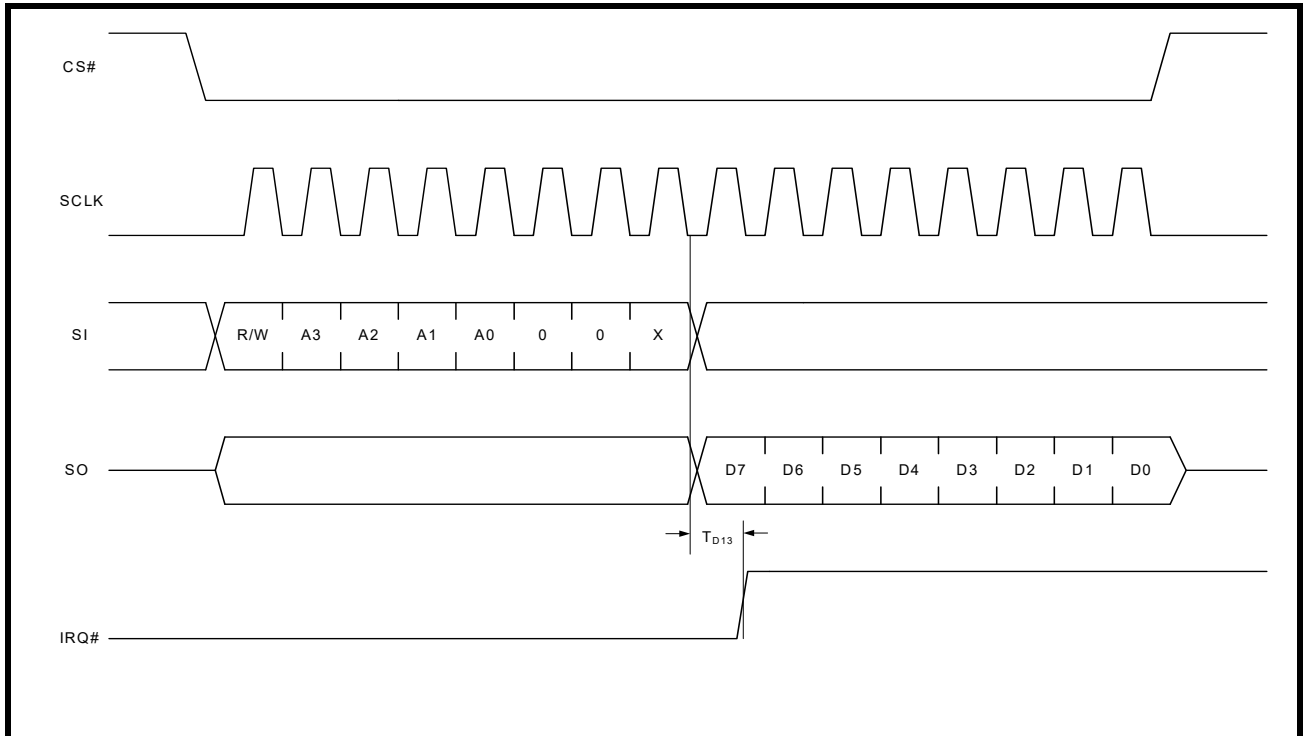 CS#
SCLK
SI
R/W A3 A2 A1 A0 0 0 X
SO
D7 D6 D5 D4 D3 D2 D1 D0
TD13
IRQ#